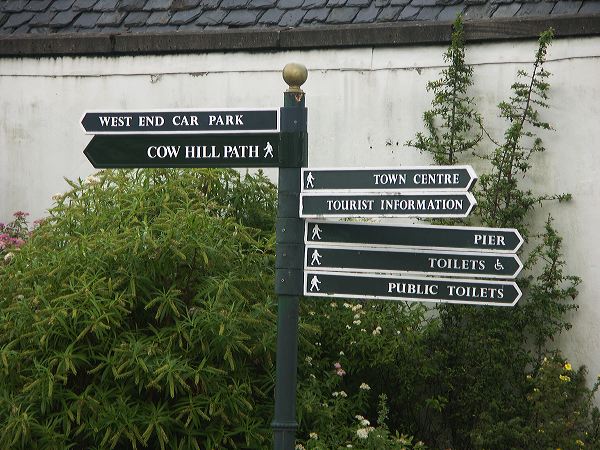 WEST END CAR PARK
COW HILL PATH
TOWN CENTRE
TOURIST INFORMATION
PIER
TOILETS
PUBLIC TOILETS